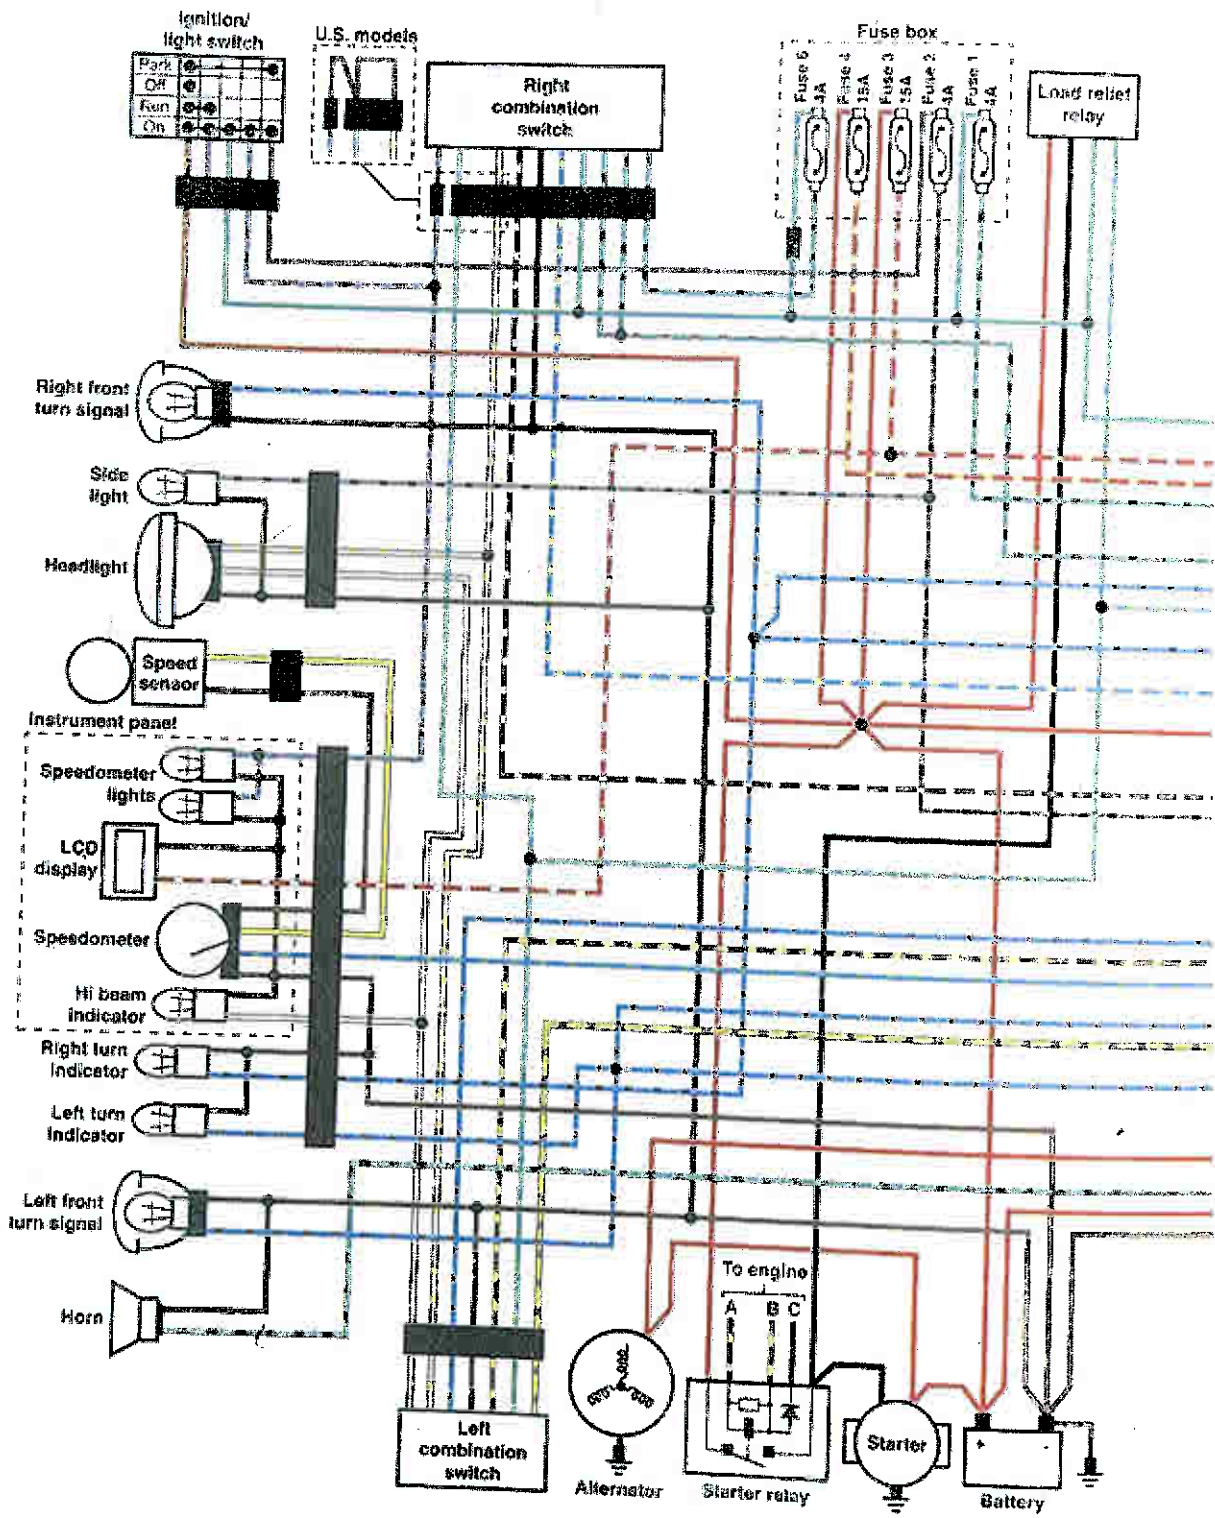 Ignition/
light switch
Park
Off
Run
On
U.S. models
Right
combination
switch
Fuse box
Fuse 6
4A
Fuse 4
15A
Fuse 3
15A
Fuse 2
4A
Fuse 1
4A
Load relief
relay
Right front
turn signal
Side
light
Headlight
Speed
sensor
Instrument panel
Speedometer
lights
LCD
display
Speedometer
Hi beam
indicator
Right turn
indicator
Left turn
indicator
Left front
turn signal
Horn
To engine
A B C
Left
combination
switch
Alternator
Starter relay
Starter
+ -
Battery